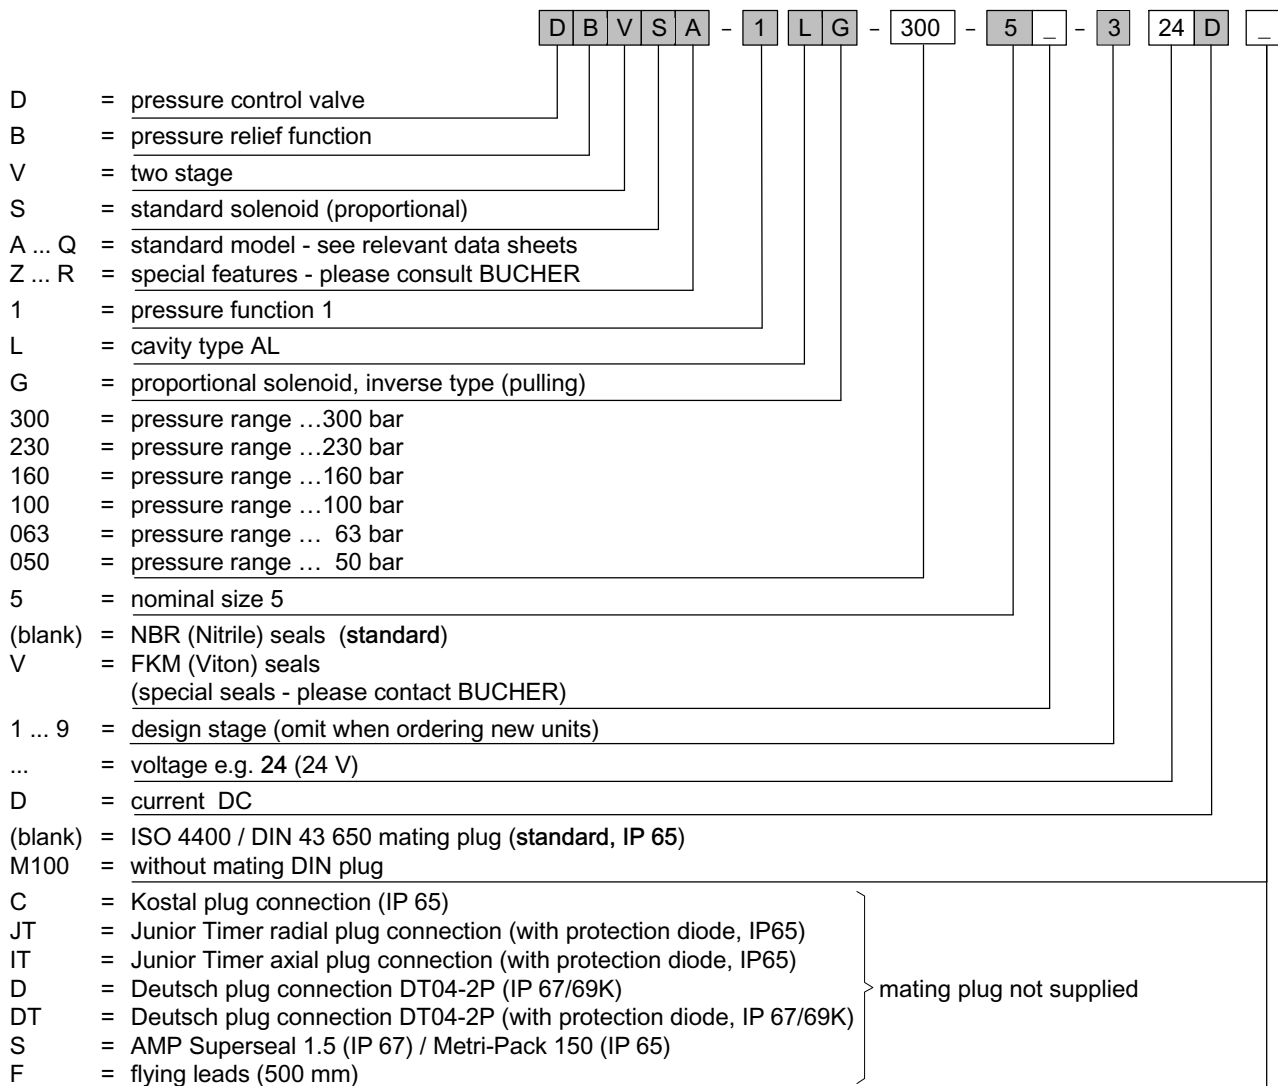 D B V S A – 1 L G – 300 – 5 _ – 3 24 D _
D = pressure control valve
B = pressure relief function
V = two stage
S = standard solenoid (proportional)
A ... Q = standard model - see relevant data sheets
Z ... R = special features - please consult BUCHER
1 = pressure function 1
L = cavity type AL
G = proportional solenoid, inverse type (pulling)
300 = pressure range …300 bar
230 = pressure range …230 bar
160 = pressure range …160 bar
100 = pressure range …100 bar
063 = pressure range … 63 bar
050 = pressure range … 50 bar
5 = nominal size 5
(blank) = NBR (Nitrile) seals (standard)
V = FKM (Viton) seals
(special seals - please contact BUCHER)
1 ... 9 = design stage (omit when ordering new units)
... = voltage e.g. 24 (24 V)
D = current DC
(blank) = ISO 4400 / DIN 43 650 mating plug (standard, IP 65)
M100 = without mating DIN plug
C = Kostal plug connection (IP 65)
JT = Junior Timer radial plug connection (with protection diode, IP65)
IT = Junior Timer axial plug connection (with protection diode, IP65)
D = Deutsch plug connection DT04-2P (IP 67/69K) mating plug not supplied
DT = Deutsch plug connection DT04-2P (with protection diode, IP 67/69K)
S = AMP Superseal 1.5 (IP 67) / Metri-Pack 150 (IP 65)
F = flying leads (500 mm)